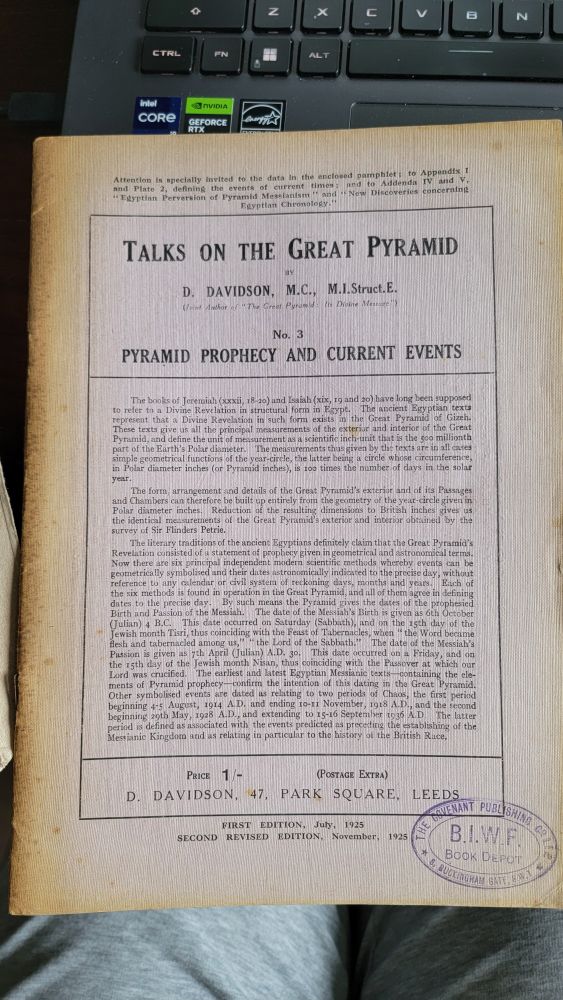 Z X C V B N
CTRL FN ALT
intel
CORE
NVIDIA
GEFORCE
RTX
energy
Attention is specially invited to the data in the enclosed pamphlet; to Appendix I
and Plate 2, defining the events of current times; and to Addenda IV and V,
"Egyptian Perversion of Pyramid Messianism" and "New Discoveries concerning
Egyptian Chronology."
TALKS ON THE GREAT PYRAMID
BY
D. DAVIDSON, M.C., M.I.Struct.E.
(Joint Author of "The Great Pyramid: Its Divine Message")
No. 3
PYRAMID PROPHECY AND CURRENT EVENTS
The books of Jeremiah (xxxii, 18-20) and Isaiah (xix, 19 and 20) have long been supposed
to refer to a Divine Revelation in structural form in Egypt. The ancient Egyptian texts
represent that a Divine Revelation in such form exists in the Great Pyramid of Gizeh.
These texts give us all the principal measurements of the exterior and interior of the Great
Pyramid, and define the unit of measurement as a scientific inch-unit that is the 500 millionth
part of the Earth's Polar diameter. The measurements thus given by the texts are in all cases
simple geometrical functions of the year-circle, the latter being a circle whose circumference,
in Polar diameter inches (or Pyramid inches), is 100 times the number of days in the solar
year.
The form, arrangement and details of the Great Pyramid's exterior and of its Passages
and Chambers can therefore be built up entirely from the geometry of the year-circle given in
Polar diameter inches. Reduction of the resulting dimensions to British inches gives us
the identical measurements of the Great Pyramid's exterior and interior obtained by the
survey of Sir Flinders Petrie.
The literary traditions of the ancient Egyptians definitely claim that the Great Pyramid's
Revelation consisted of a statement of prophecy given in geometrical and astronomical terms.
Now there are six principal independent modern scientific methods whereby events can be
geometrically symbolised and their dates astronomically indicated to the precise day, without
reference to any calendar or civil system of reckoning days, months and years. Each of
the six methods is found in operation in the Great Pyramid, and all of them agree in defining
dates to the precise day. By such means the Pyramid gives the dates of the prophesied
Birth and Passion of the Messiah. The date of the Messiah's Birth is given as 6th October
(Julian) 4 B.C. This date occurred on Saturday (Sabbath), and on the 15th day of the
Jewish month Tisri, thus coinciding with the Feast of Tabernacles, when "the Word became
flesh and tabernacled among us," "the Lord of the Sabbath." The date of the Messiah's
Passion is given as 7th April (Julian) A.D. 30. This date occurred on a Friday, and on
the 15th day of the Jewish month Nisan, thus coinciding with the Passover at which our
Lord was crucified. The earliest and latest Egyptian Messianic texts—containing the ele-
ments of Pyramid prophecy—confirm the intention of this dating in the Great Pyramid.
Other symbolised events are dated as relating to two periods of Chaos, the first period
beginning 4-5 August, 1914 A.D. and ending 10-11 November, 1918 A.D., and the second
beginning 29th May, 1928 A.D., and extending to 15-16 September 1936 A.D. The latter
period is defined as associated with the events predicted as preceding the establishing of the
Messianic Kingdom and as relating in particular to the history of the British Race.
PRICE 1/- (POSTAGE EXTRA)
D. DAVIDSON, 47, PARK SQUARE, LEEDS
FIRST EDITION, July, 1925
SECOND REVISED EDITION, November, 1925
THE COVENANT PUBLISHING CO. LTD.
B.I.W.F.
BOOK DEPOT
6, BUCKINGHAM GATE, S.W.1